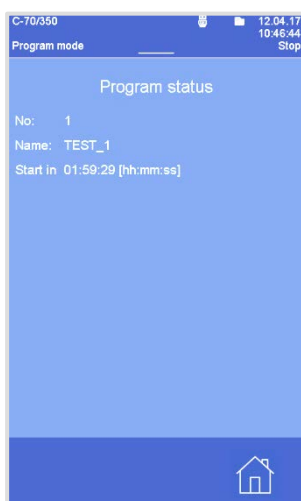 C-70/350 12.04.17
10:46:44
Program mode Stop
Program status
No: 1
Name: TEST_1
Start in 01:59:29 [hh:mm:ss]